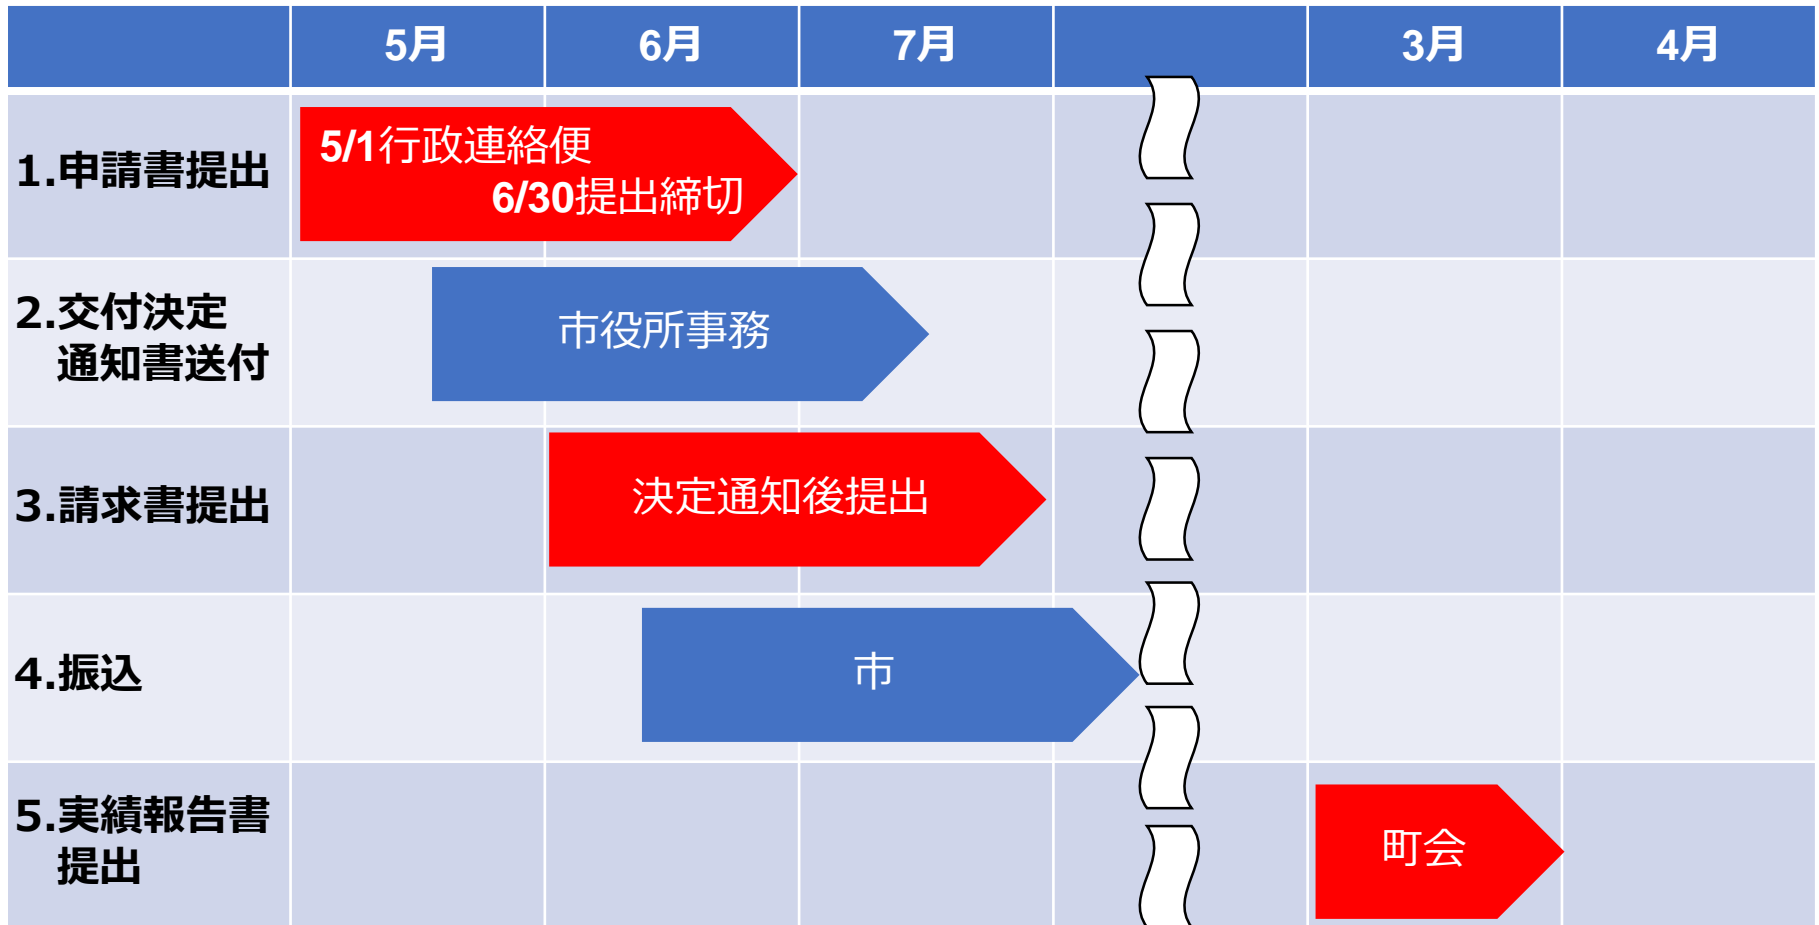 5月 6月 7月 3月 4月
1.申請書提出
5/1行政連絡便
6/30提出締切
2.交付決定
通知書送付
市役所事務
3.請求書提出
決定通知後提出
4.振込
市
5.実績報告書
提出
町会